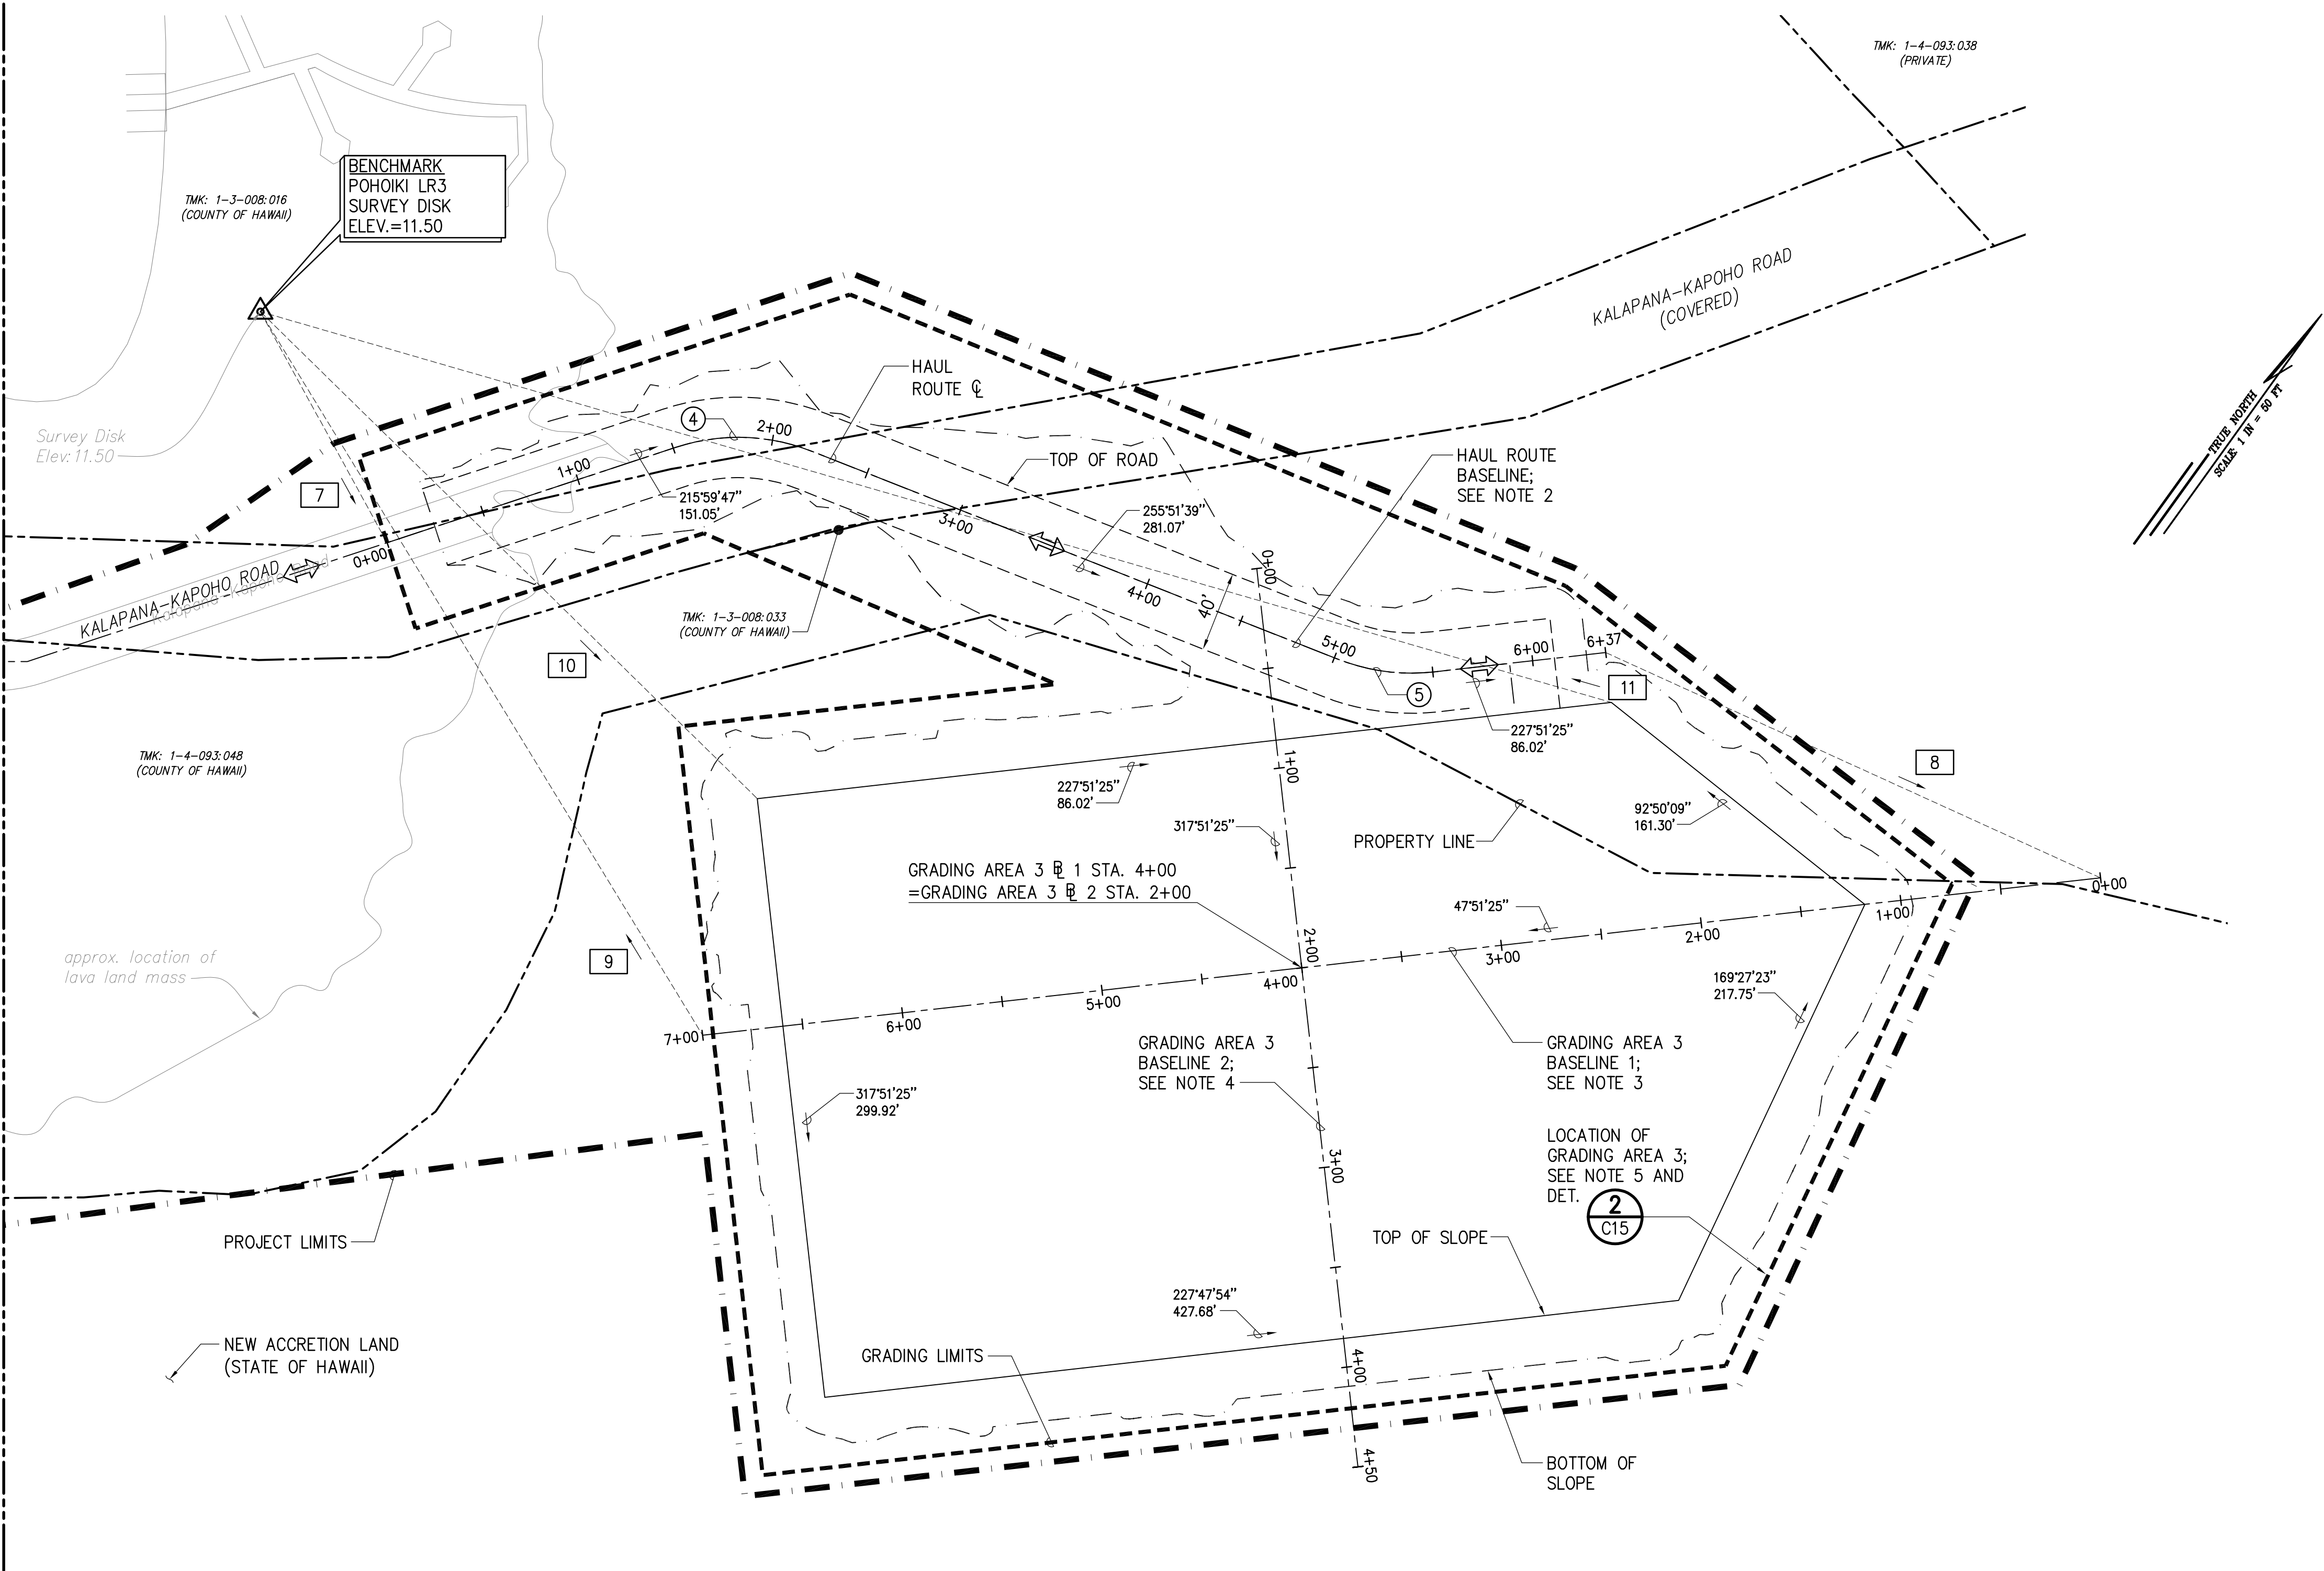 TMK: 1-4-093:038
(PRIVATE)
BENCHMARK
POHOIKI LR3
SURVEY DISK
ELEV.=11.50
TMK: 1-3-008:016
(COUNTY OF HAWAII)
KALAPANA-KAPOHO ROAD
(COVERED)
TRUE NORTH
SCALE: 1 IN = 50 FT
HAUL
ROUTE ℄
Survey Disk
Elev: 11.50
4
2+00
1+00
TOP OF ROAD
HAUL ROUTE
BASELINE;
SEE NOTE 2
7
215°59'47"
151.05'
3+00
255°51'39"
281.07'
0+00
KALAPANA-KAPOHO ROAD
Kalapana-Kapoho Road
0+00
4+00
40'
TMK: 1-3-008:033
(COUNTY OF HAWAII)
5+00
6+00
6+37
10
5
11
227°51'25"
86.02'
TMK: 1-4-093:048
(COUNTY OF HAWAII)
1+00
8
227°51'25"
86.02'
92°50'09"
161.30'
317°51'25"
PROPERTY LINE
GRADING AREA 3 BL 1 STA. 4+00
=GRADING AREA 3 BL 2 STA. 2+00
0+00
47°51'25"
1+00
2+00
2+00
3+00
approx. location of
lava land mass
9
4+00
5+00
6+00
7+00
169°27'23"
217.75'
GRADING AREA 3
BASELINE 2;
SEE NOTE 4
GRADING AREA 3
BASELINE 1;
SEE NOTE 3
317°51'25"
299.92'
LOCATION OF
GRADING AREA 3;
SEE NOTE 5 AND
DET.
2
C15
3+00
PROJECT LIMITS
TOP OF SLOPE
227°47'54"
427.68'
NEW ACCRETION LAND
(STATE OF HAWAII)
GRADING LIMITS
4+00
4+50
BOTTOM OF
SLOPE